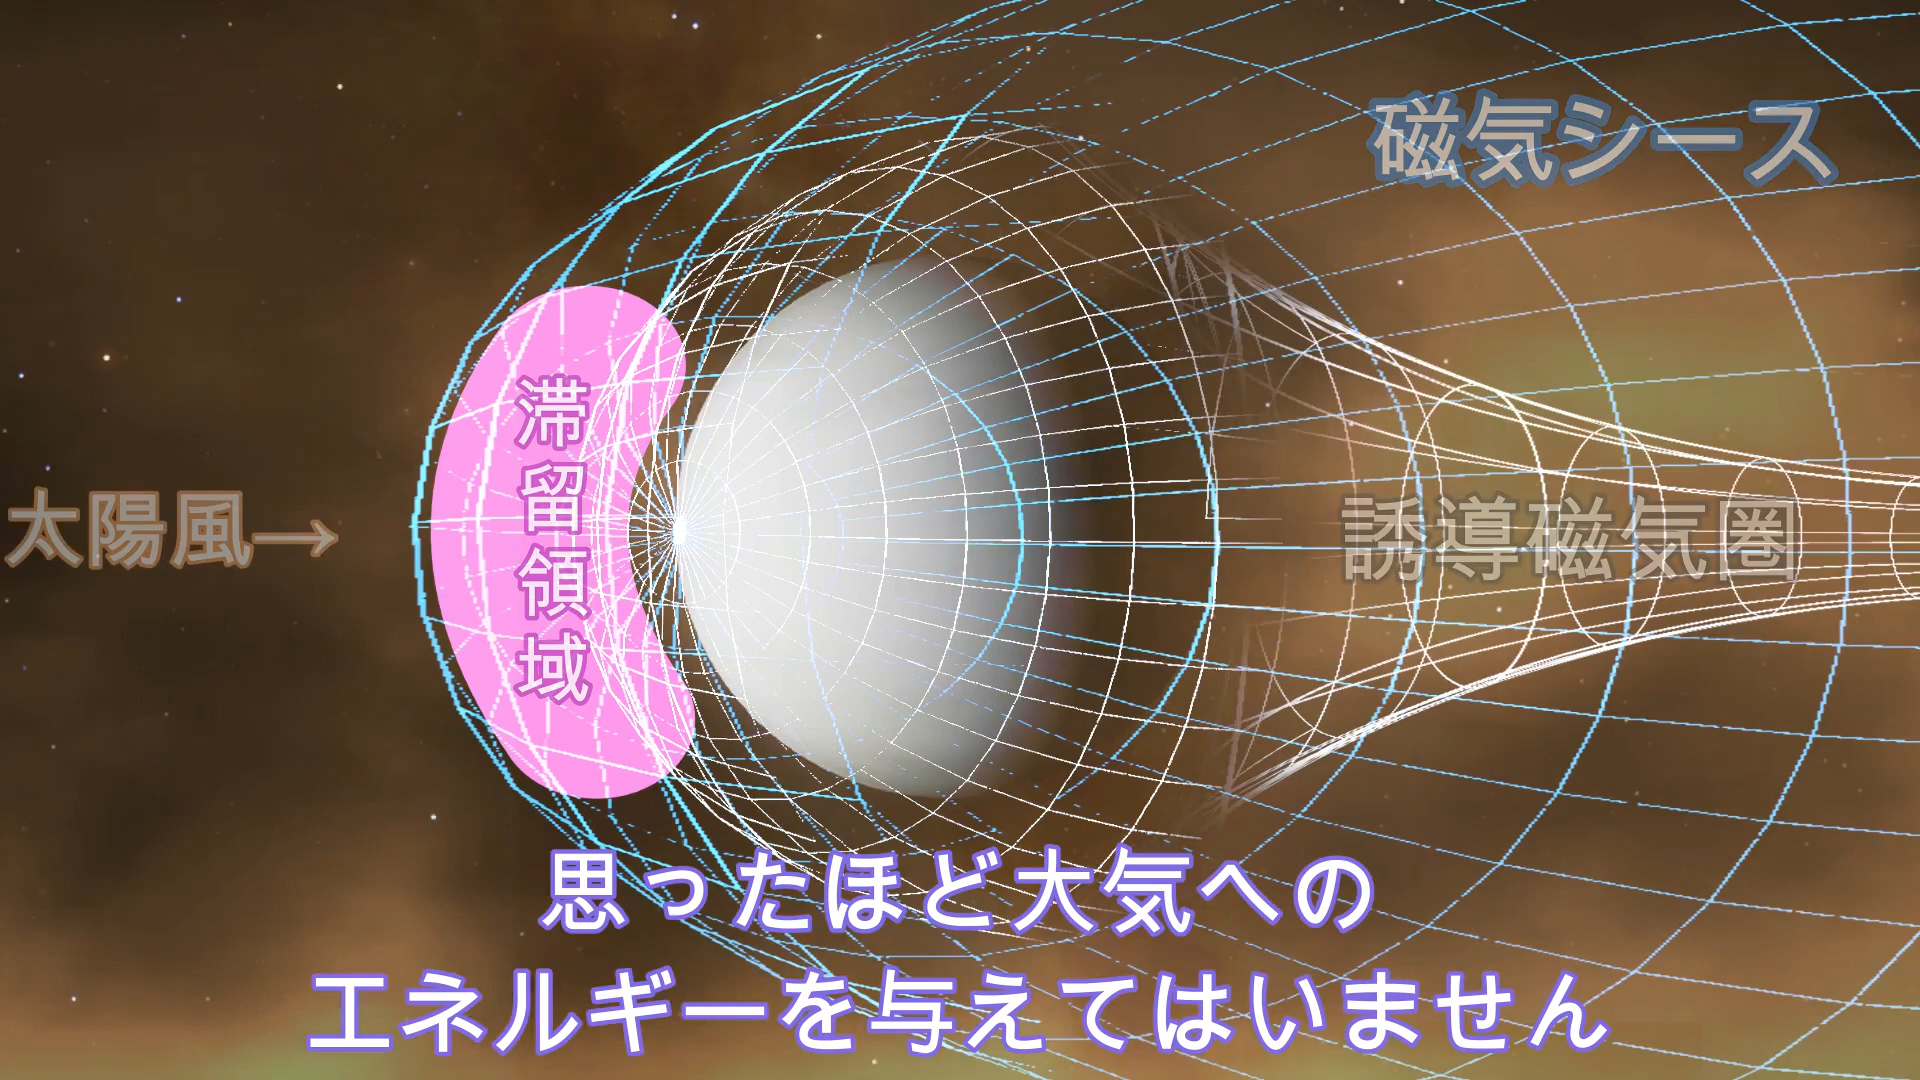 磁気シース
滞留領域
太陽風→
誘導磁気圏
思ったほど大気への
エネルギーを与えてはいません